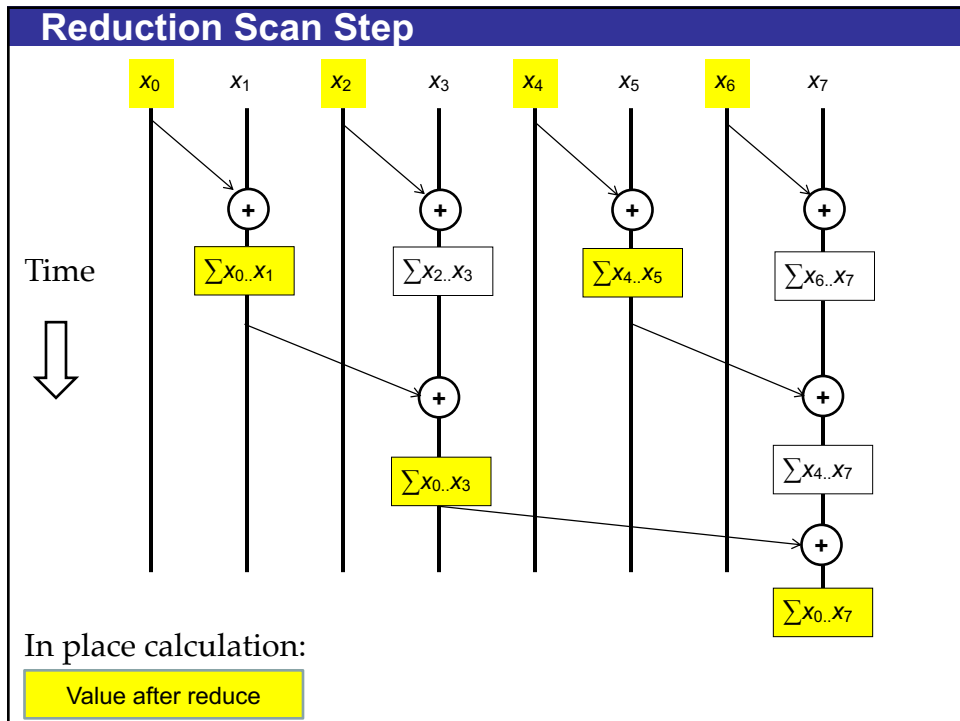 Reduction Scan Step
x₀ x₁ x₂ x₃ x₄ x₅ x₆ x₇
+ + + +
Time ∑x₀..x₁ ∑x₂..x₃ ∑x₄..x₅ ∑x₆..x₇
+ +
∑x₀..x₃ ∑x₄..x₇
+
∑x₀..x₇
In place calculation:
Value after reduce